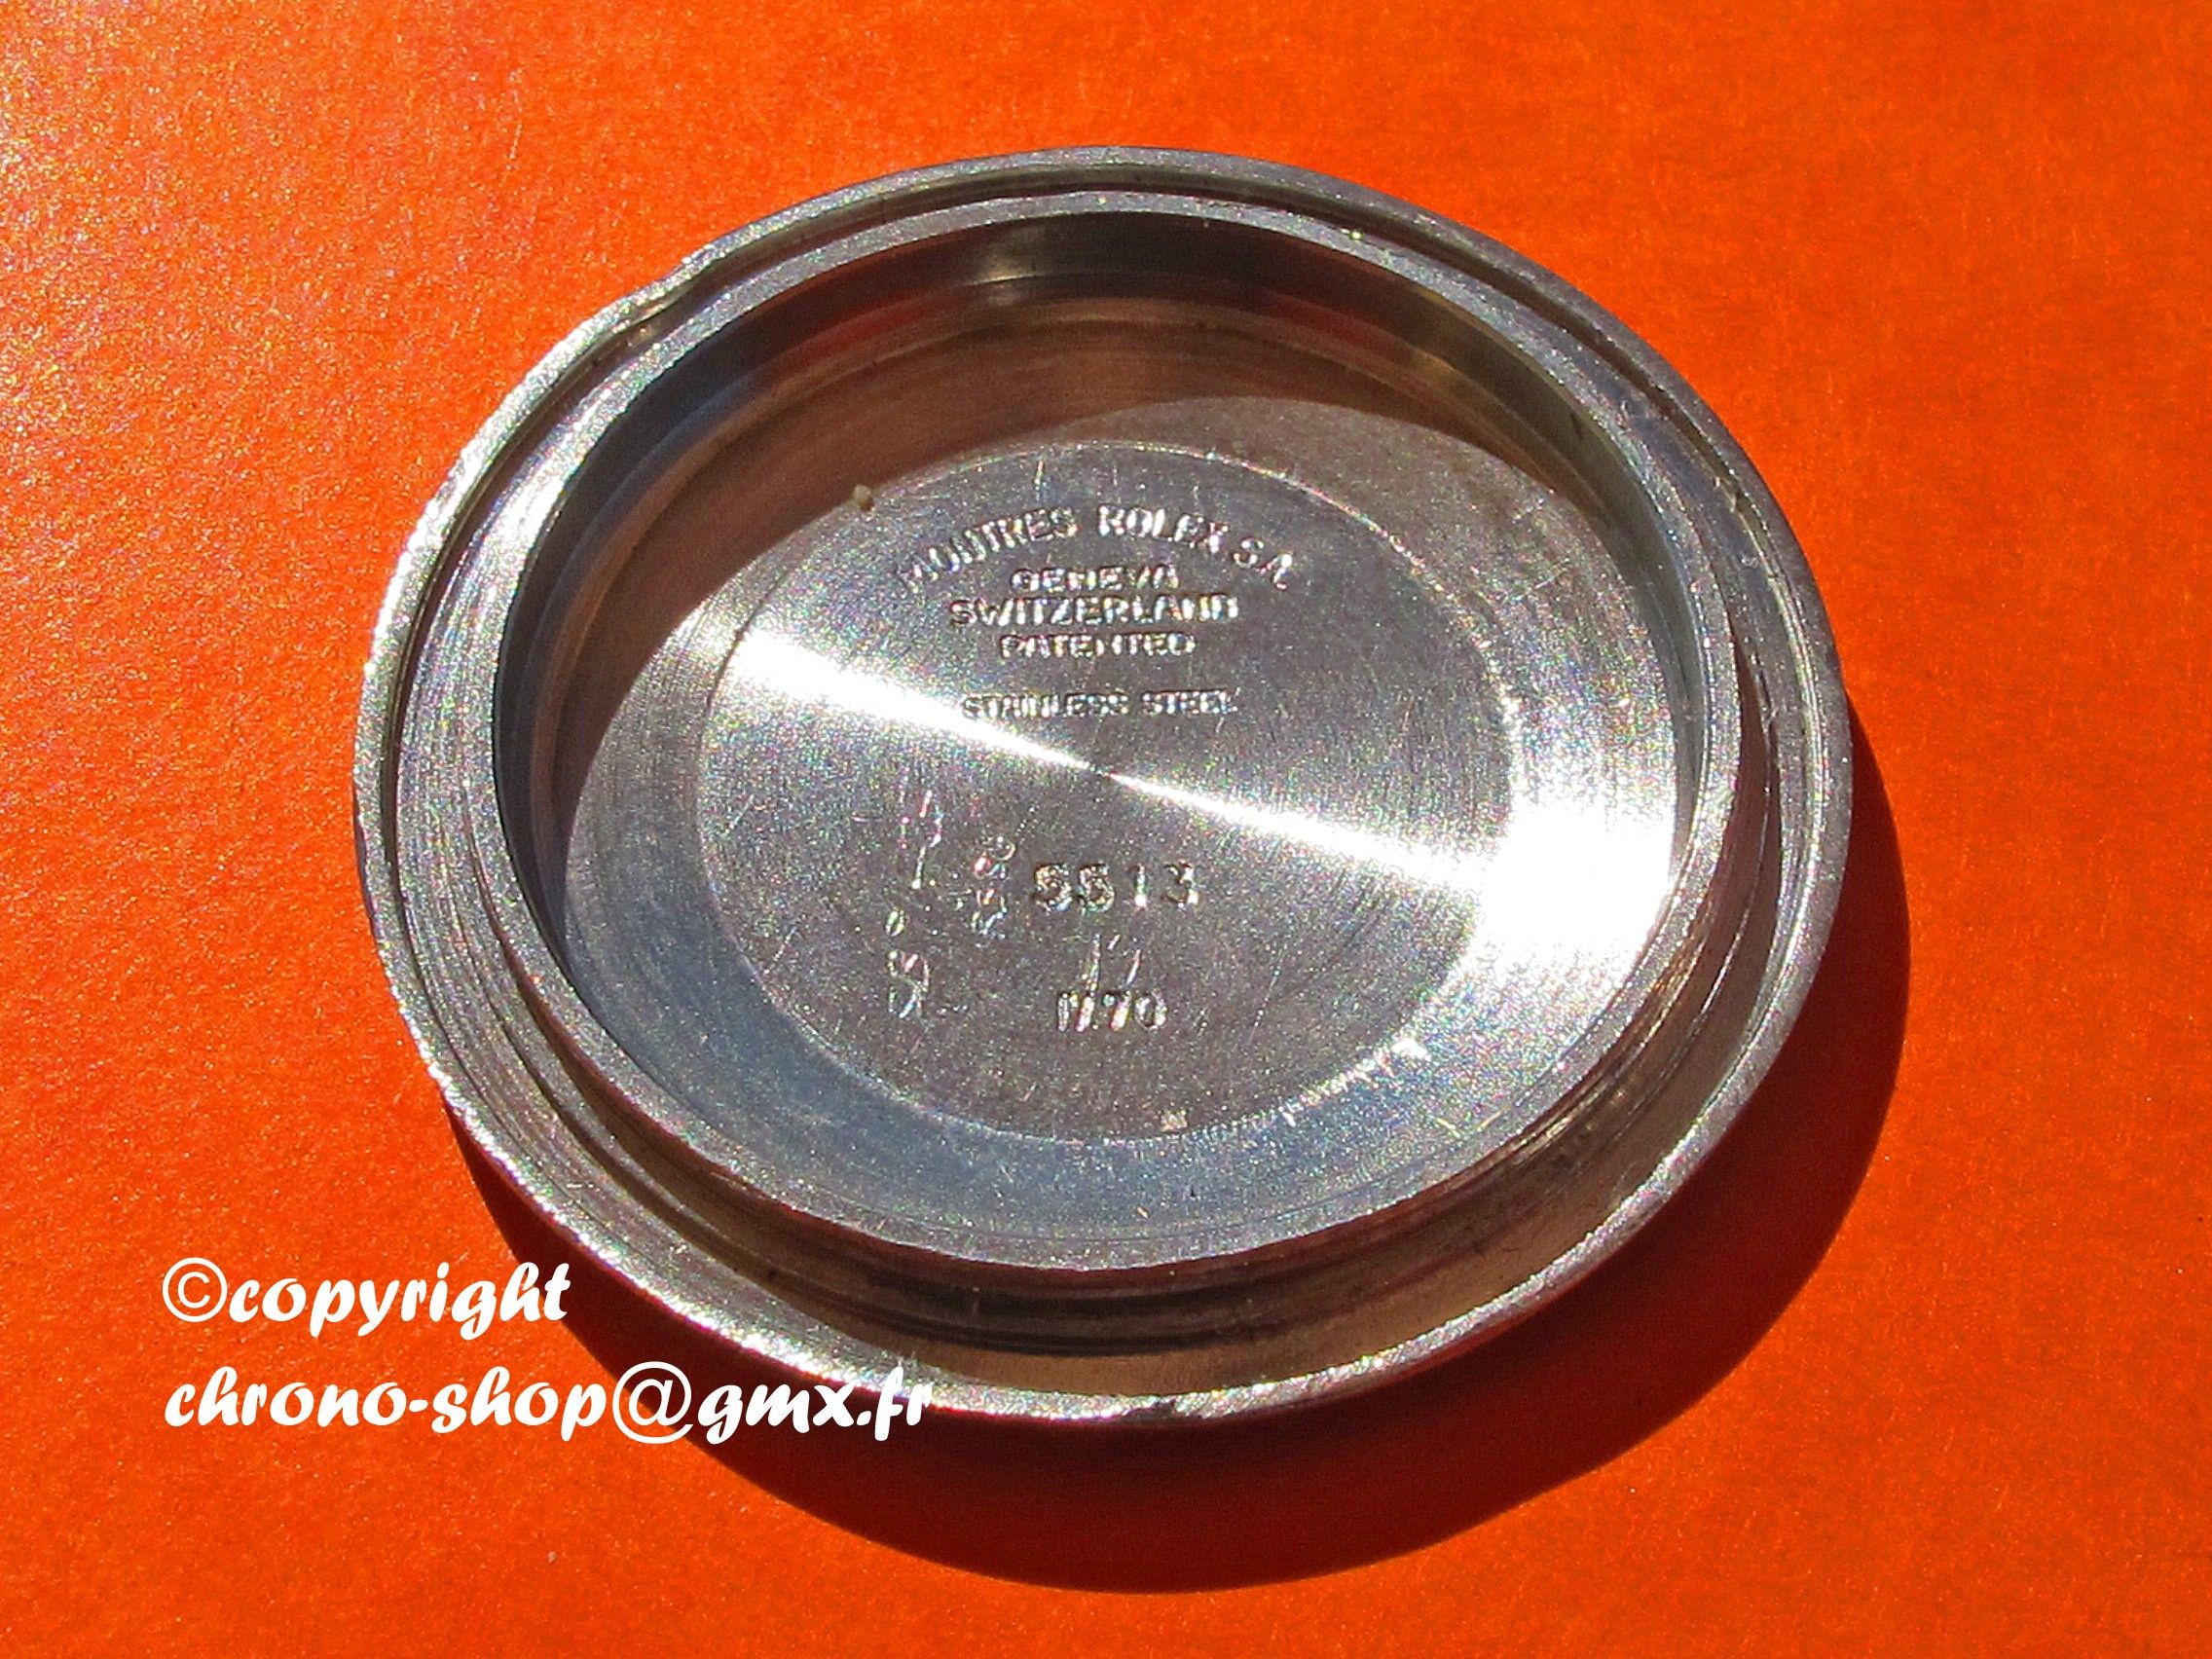 MONTRES ROLEX S.A.
GENEVA
SWITZERLAND
PATENTED
STAINLESS STEEL
5513
II.70
©copyright
chrono-shop@gmx.fr